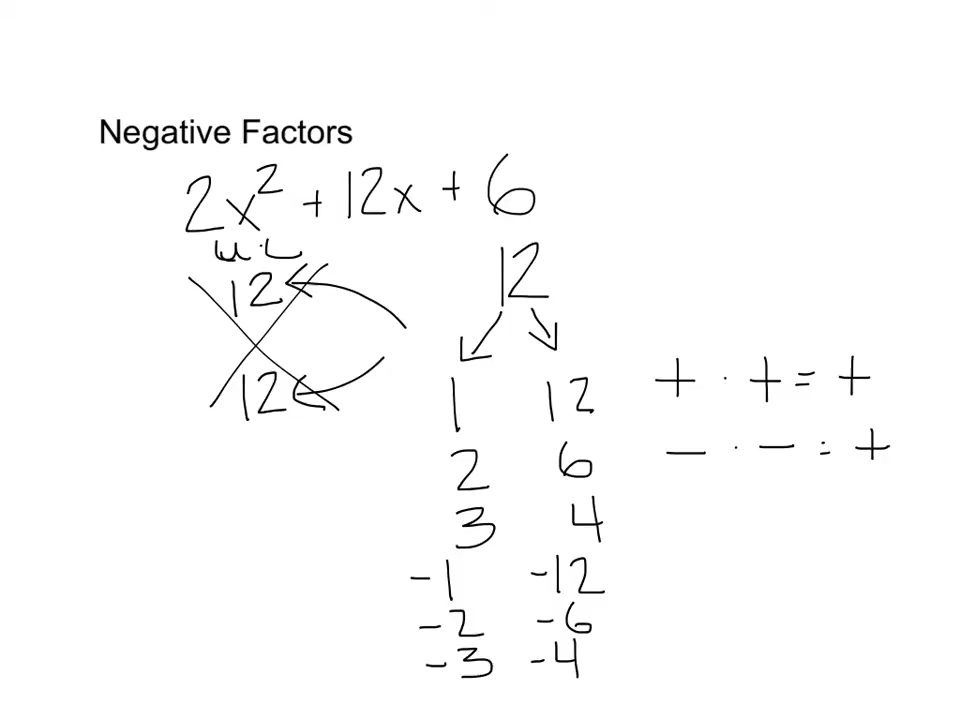 Negative Factors
2x² + 12x + 6
12
12
12
1 12
2 6
3 4
-1 -12
-2 -6
-3 -4
+ · + = +
- · - = +